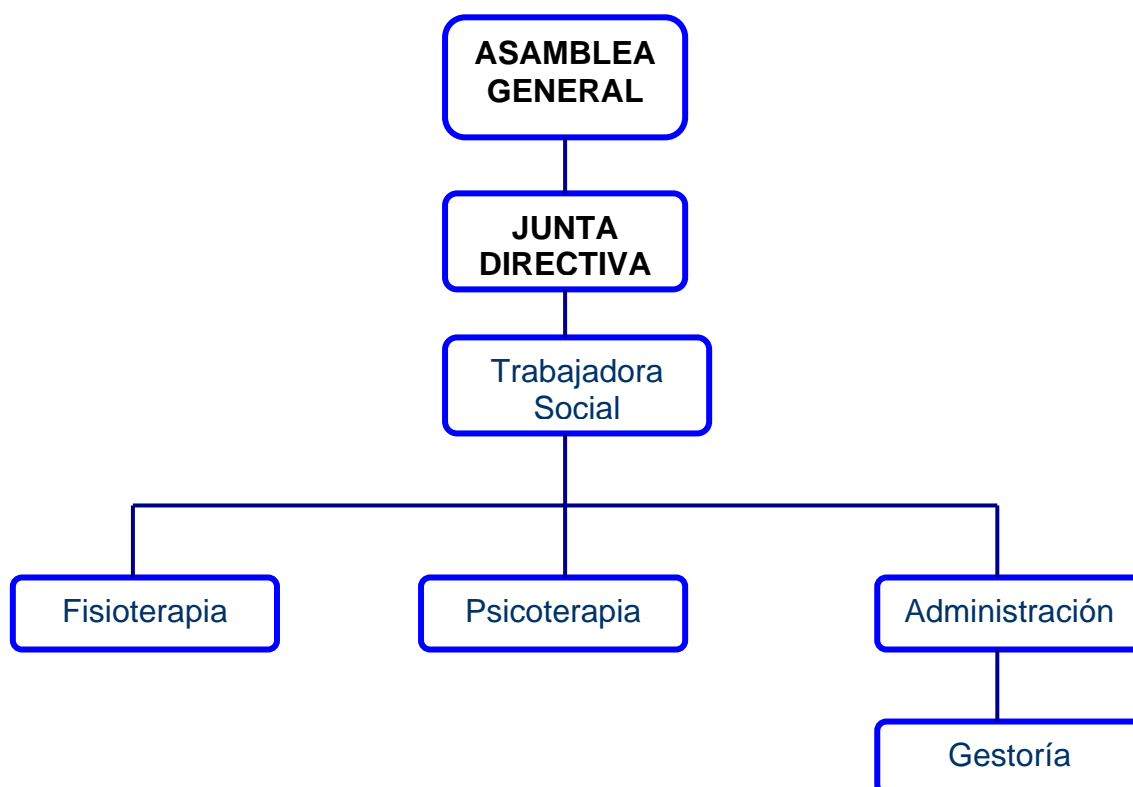 ASAMBLEA
GENERAL
JUNTA
DIRECTIVA
Trabajadora
Social
Fisioterapia
Psicoterapia
Administración
Gestoría